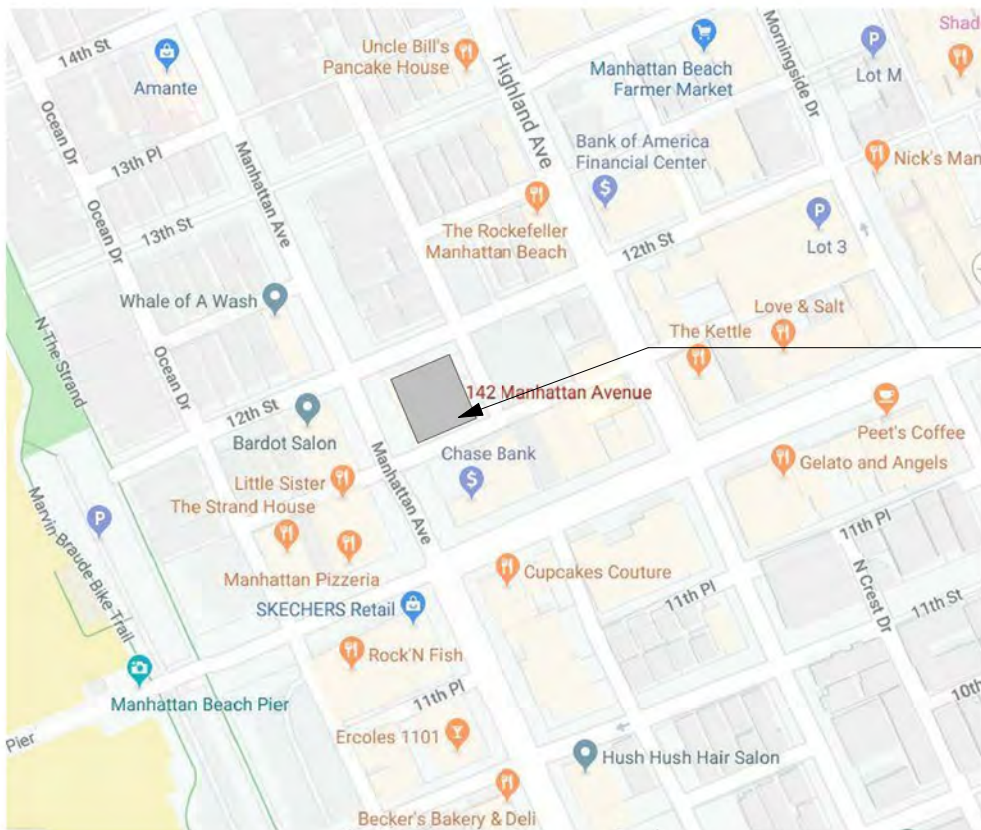 Shad
14th St
Amante
Uncle Bill's
Pancake House
Highland Ave
Manhattan Beach
Farmer Market
Morningside Dr
Lot M
Ocean Dr
13th Pl
Manhattan Ave
Bank of America
Financial Center
Nick's Man
Ocean Dr
13th St
The Rockefeller
Manhattan Beach
12th St
Lot 3
N The Strand
Whale of A Wash
Love & Salt
The Kettle
Ocean Dr
142 Manhattan Avenue
12th St
Bardot Salon
Manhattan Ave
Chase Bank
Peet's Coffee
Gelato and Angels
Little Sister
The Strand House
Marvin Braude Bike Trail
P
Manhattan Pizzeria
11th Pl
Cupcakes Couture
SKECHERS Retail
11th Pl
N Crest Dr
11th St
Rock'N Fish
Manhattan Beach Pier
11th Pl
10th
Pier
Ercoles 1101
Hush Hush Hair Salon
Becker's Bakery & Deli